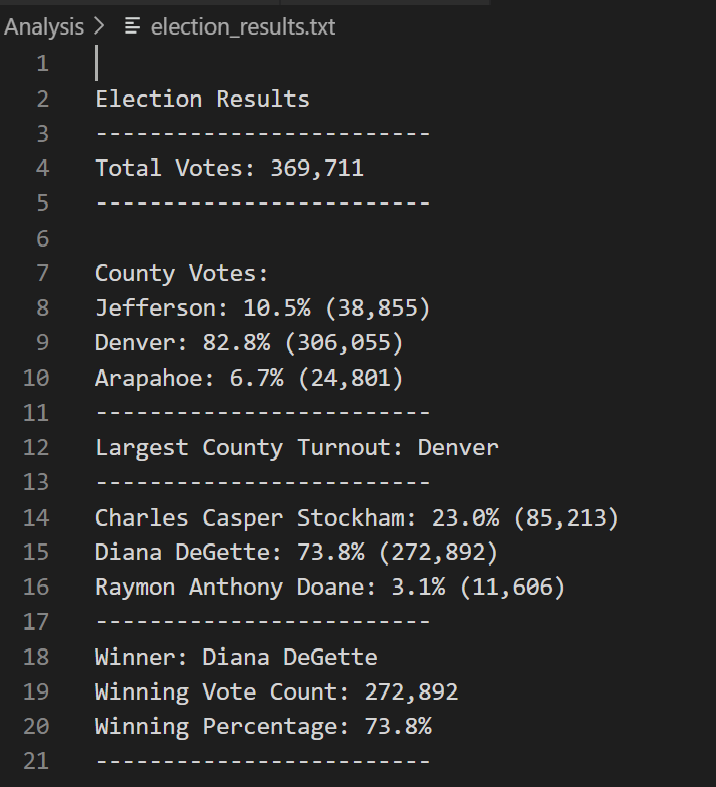 Analysis > election_results.txt
1
2 Election Results
3 -------------------------
4 Total Votes: 369,711
5 -------------------------
6
7 County Votes:
8 Jefferson: 10.5% (38,855)
9 Denver: 82.8% (306,055)
10 Arapahoe: 6.7% (24,801)
11 -------------------------
12 Largest County Turnout: Denver
13 -------------------------
14 Charles Casper Stockham: 23.0% (85,213)
15 Diana DeGette: 73.8% (272,892)
16 Raymon Anthony Doane: 3.1% (11,606)
17 -------------------------
18 Winner: Diana DeGette
19 Winning Vote Count: 272,892
20 Winning Percentage: 73.8%
21 -------------------------